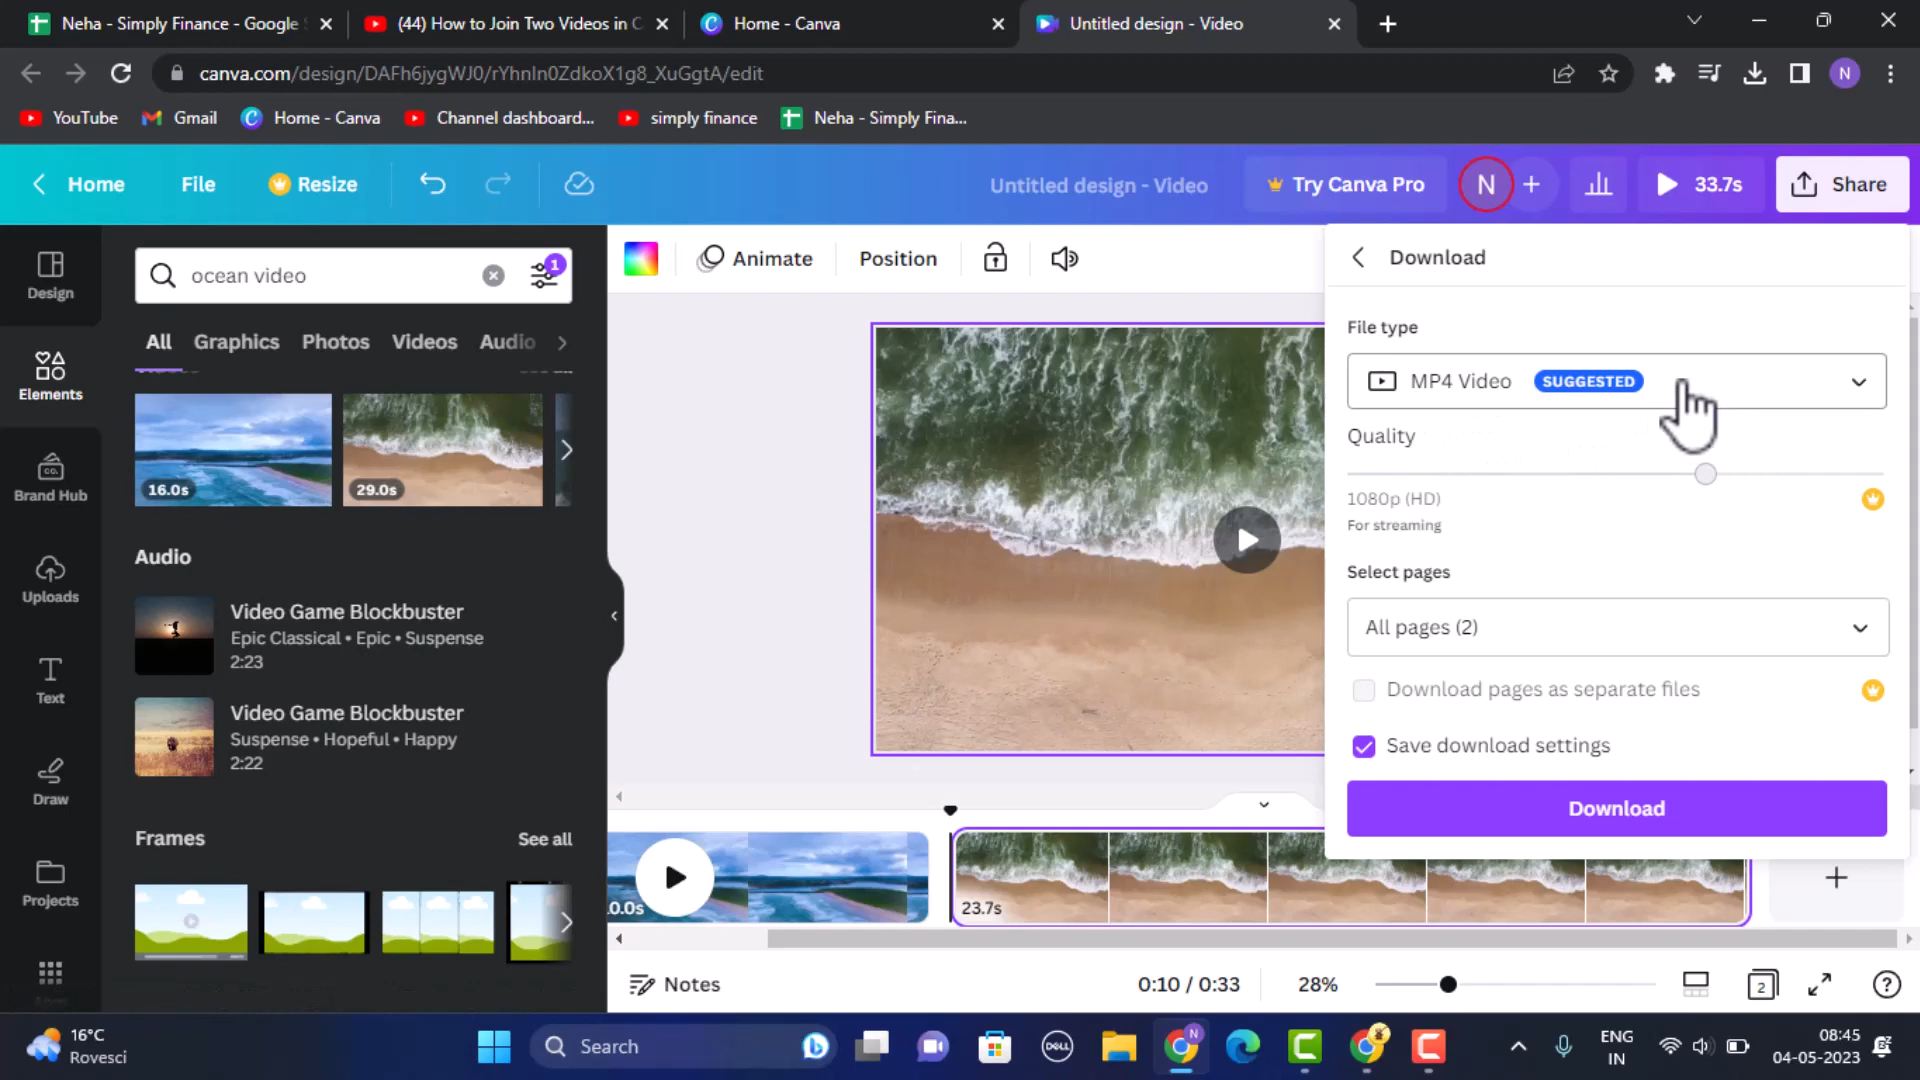 Neha - Simply Finance - Google
(44) How to Join Two Videos in C
Home - Canva
Untitled design - Video
canva.com/design/DAFh6jygWJ0/rYhnIn0ZdkoX1g8_XuGgtA/edit
N
YouTube
Gmail
Home - Canva
Channel dashboard...
simply finance
Neha - Simply Fina...
Home
File
Resize
Untitled design - Video
Try Canva Pro
N
33.7s
Share
Design
Elements
Brand Hub
Uploads
Text
Draw
Projects
ocean video
1
All
Graphics
Photos
Videos
Audio
16.0s
29.0s
Audio
Video Game Blockbuster
Epic Classical • Epic • Suspense
2:23
Video Game Blockbuster
Suspense • Hopeful • Happy
2:22
Frames
See all
Animate
Position
Download
File type
MP4 Video
SUGGESTED
Quality
1080p (HD)
For streaming
Select pages
All pages (2)
Download pages as separate files
Save download settings
Download
0.0s
23.7s
Notes
0:10 / 0:33
28%
2
16°C
Rovesci
Search
DELL
ENG
IN
08:45
04-05-2023